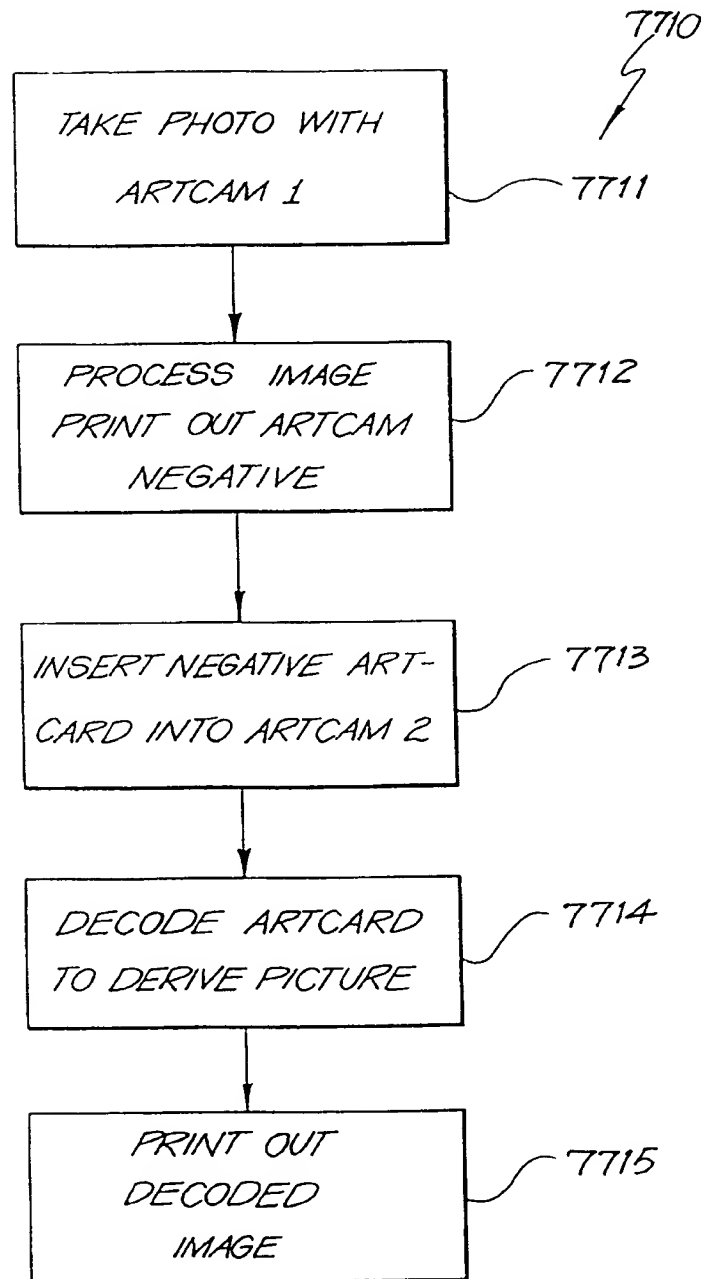 7710
TAKE PHOTO WITH
ARTCAM 1
7711
PROCESS IMAGE
PRINT OUT ARTCAM
NEGATIVE
7712
INSERT NEGATIVE ART-
CARD INTO ARTCAM 2
7713
DECODE ARTCARD
TO DERIVE PICTURE
7714
PRINT OUT
DECODED
IMAGE
7715